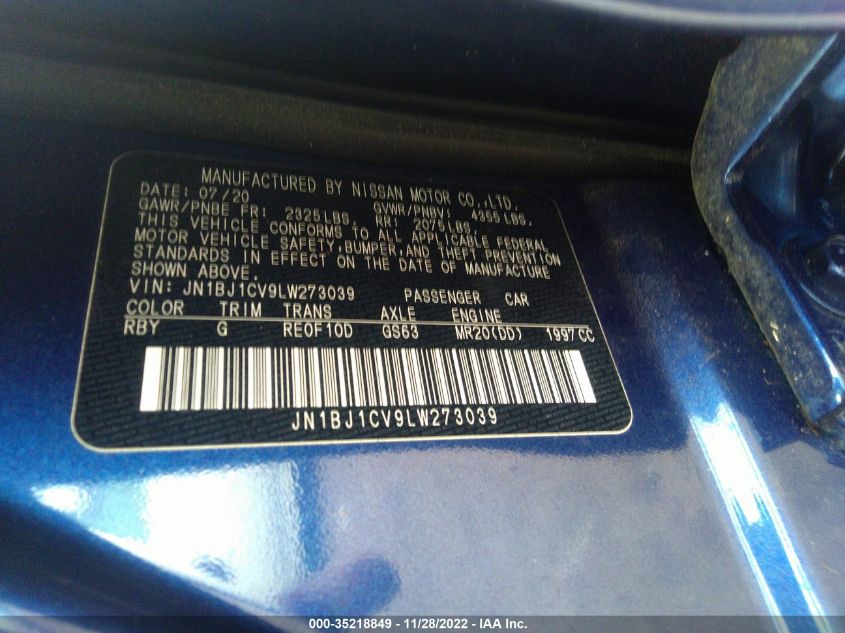 MANUFACTURED BY NISSAN MOTOR CO.,LTD.
DATE: 07/20 GVWR/PNBV: 4355LBS.
GAWR/PNBE FR: 2325LBS. RR: 2075LBS.
THIS VEHICLE CONFORMS TO ALL APPLICABLE FEDERAL
MOTOR VEHICLE SAFETY,BUMPER,AND THEFT PREVENTION
STANDARDS IN EFFECT ON THE DATE OF MANUFACTURE
SHOWN ABOVE.
VIN: JN1BJ1CV9LW273039 PASSENGER CAR
COLOR TRIM TRANS AXLE ENGINE
RBY G RE0F10D GS63 MR20(DD) 1997CC
JN1BJ1CV9LW273039
000-35218849 - 11/28/2022 - IAA Inc.